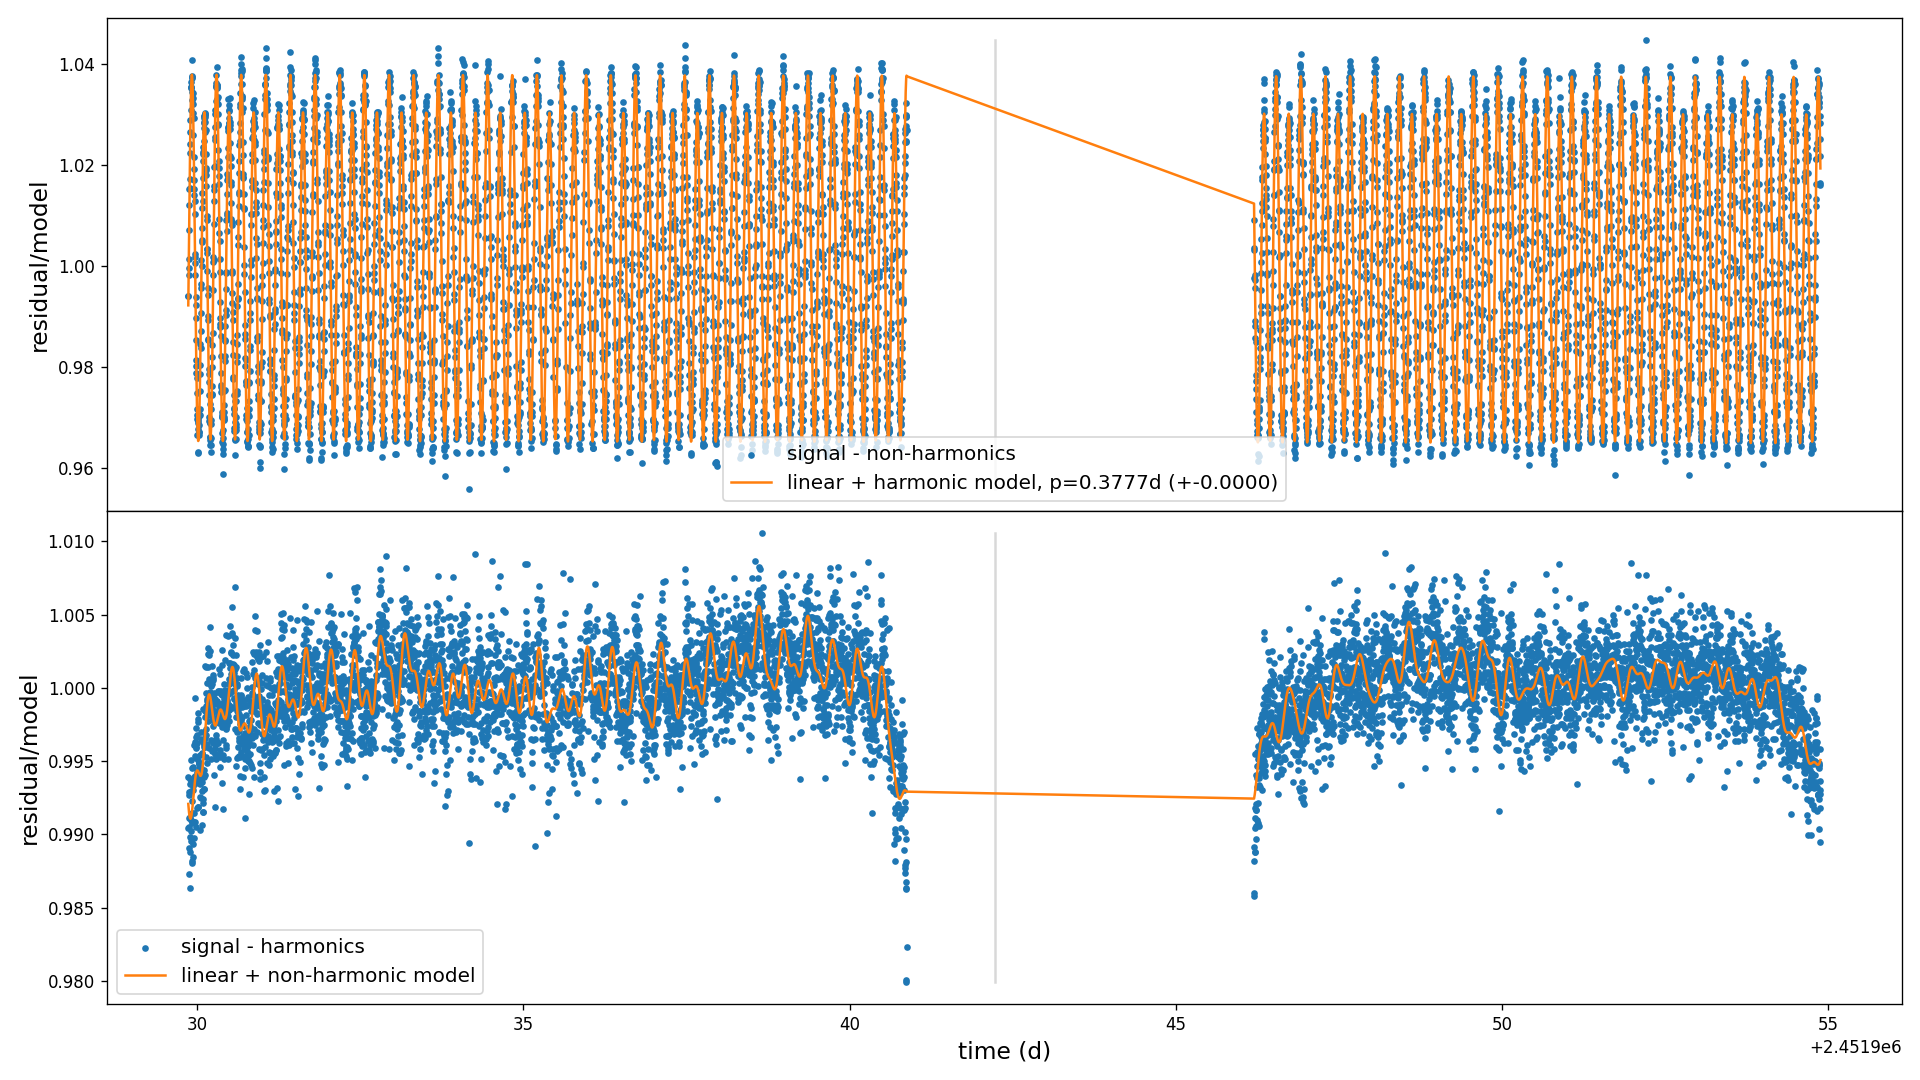 1.04
1.02
1.00
0.98
0.96
residual/model
signal - non-harmonics
linear + harmonic model, p=0.3777d (+-0.0000)
1.010
1.005
1.000
0.995
0.990
0.985
0.980
residual/model
signal - harmonics
linear + non-harmonic model
30 35 40 45 50 55
+2.4519e6
time (d)